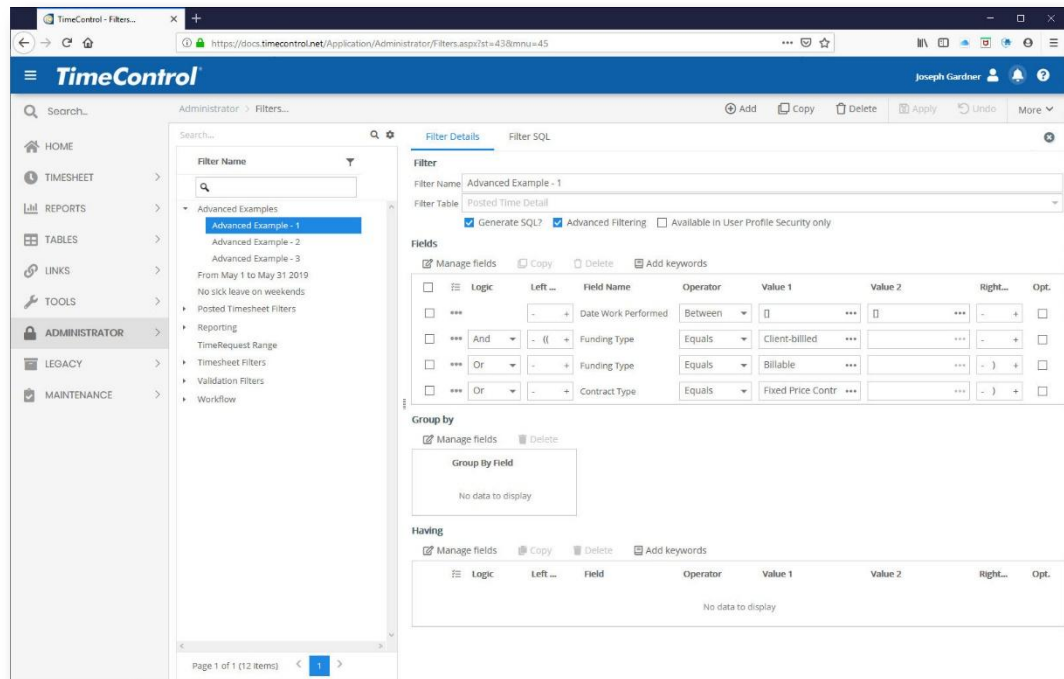 TimeControl - Filters...
https://docs.timecontrol.net/Application/Administrator/Filters.aspx?st=43&mnu=45
TimeControl
Joseph Gardner
Search...
Administrator > Filters...
Add Copy Delete Apply Undo More
HOME
TIMESHEET
REPORTS
TABLES
LINKS
TOOLS
ADMINISTRATOR
LEGACY
MAINTENANCE
Search...
Filter Name
Advanced Examples
Advanced Example - 1
Advanced Example - 2
Advanced Example - 3
From May 1 to May 31 2019
No sick leave on weekends
Posted Timesheet Filters
Reporting
TimeRequest Range
Timesheet Filters
Validation Filters
Workflow
Page 1 of 1 (12 items) < 1 >
Filter Details Filter SQL
Filter
Filter Name Advanced Example - 1
Filter Table Posted Time Detail
Generate SQL? Advanced Filtering Available in User Profile Security only
Fields
Manage fields Copy Delete Add keywords
Logic Left ... Field Name Operator Value 1 Value 2 Right... Opt.
... - + Date Work Performed Between [] ... [] ... - +
... And - (( + Funding Type Equals Client-billled ... ... - +
... Or - + Funding Type Equals Billable ... ... - ) +
... Or - + Contract Type Equals Fixed Price Contr ... ... - ) +
Group by
Manage fields Delete
Group By Field
No data to display
Having
Manage fields Copy Delete Add keywords
Logic Left ... Field Operator Value 1 Value 2 Right... Opt.
No data to display